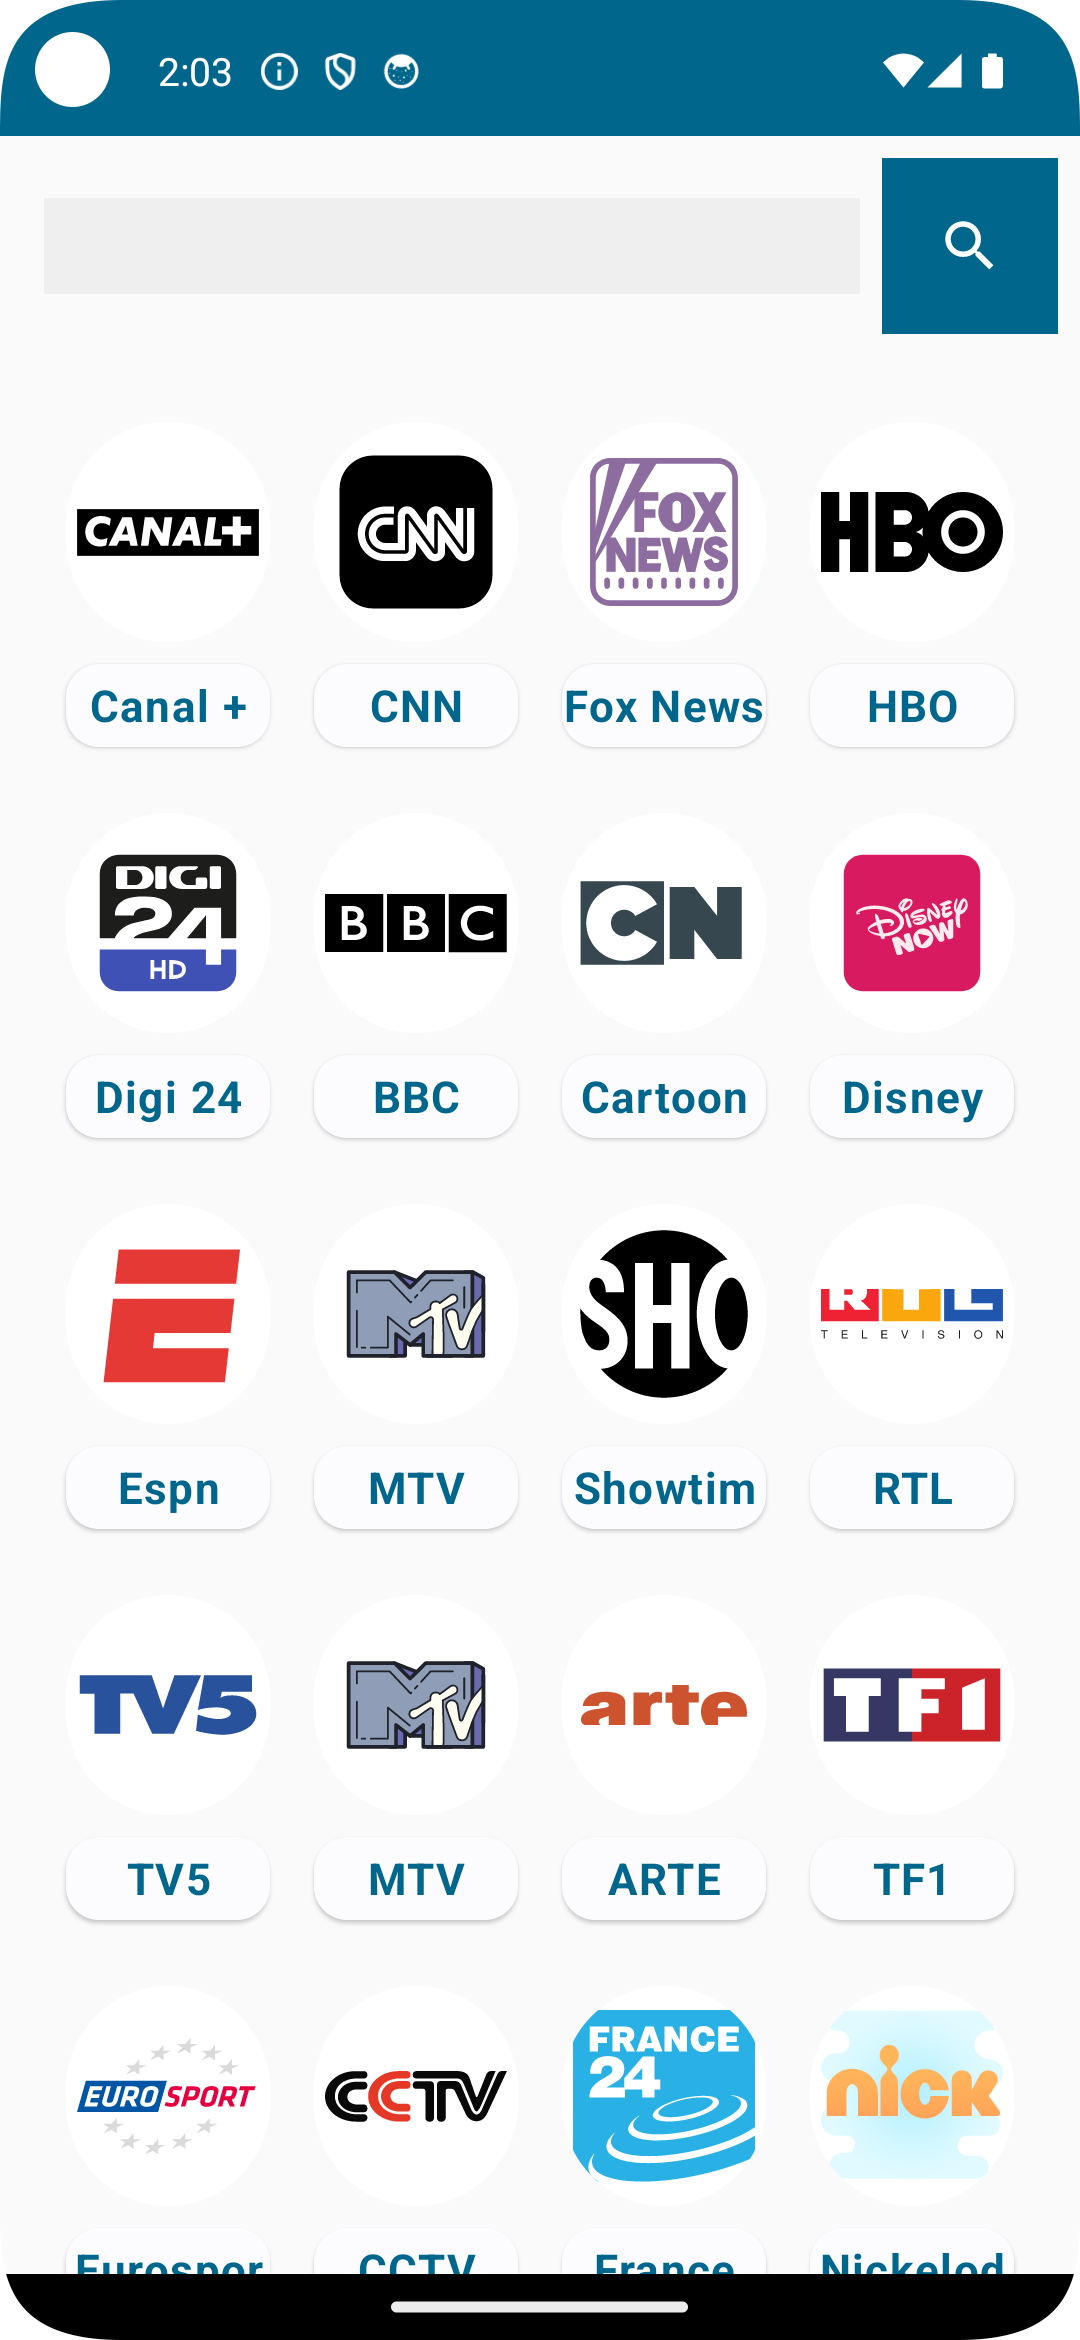 2:03
CANAL+
CNN
FOX NEWS
HBO
Canal +
CNN
Fox News
HBO
DIGI 24 HD
BBC
CN
DISNEY NOW
Digi 24
BBC
Cartoon
Disney
E
MTV
SHO
RTL TELEVISION
Espn
MTV
Showtim
RTL
TV5
MTV
arte
TF1
TV5
MTV
ARTE
TF1
EUROSPORT
CCTV
FRANCE 24
nick
Eurospor
CCTV
France
Nickelod